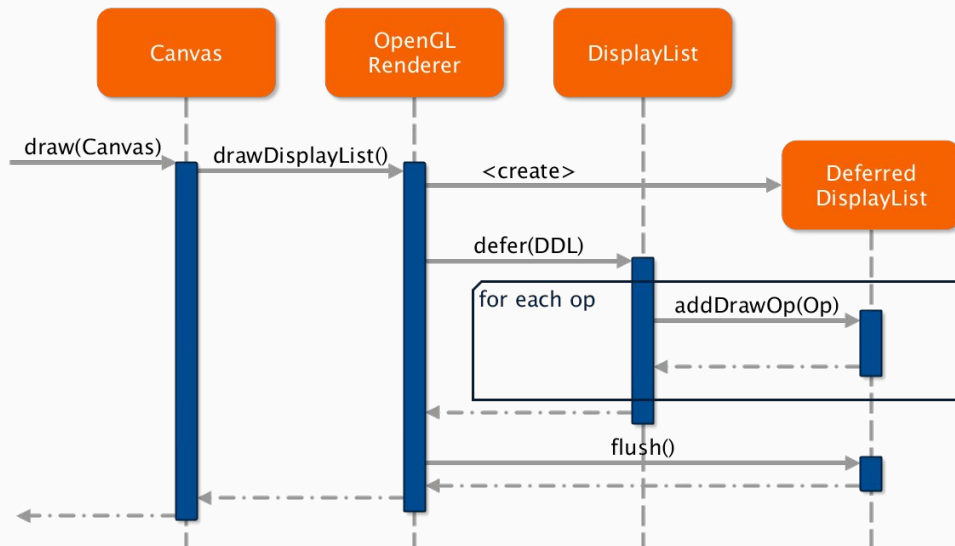 Canvas
OpenGL
Renderer
DisplayList
draw(Canvas)
drawDisplayList()
<create>
Deferred
DisplayList
defer(DDL)
for each op
addDrawOp(Op)
flush()